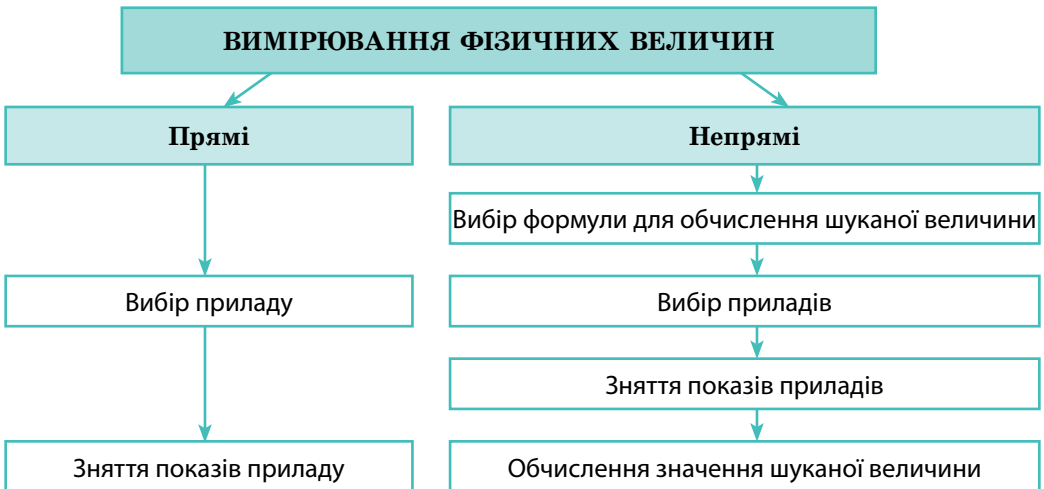 ВИМІРЮВАННЯ ФІЗИЧНИХ ВЕЛИЧИН
Прямі
Непрямі
Вибір формули для обчислення шуканої величини
Вибір приладу
Вибір приладів
Зняття показів приладів
Зняття показів приладу
Обчислення значення шуканої величини